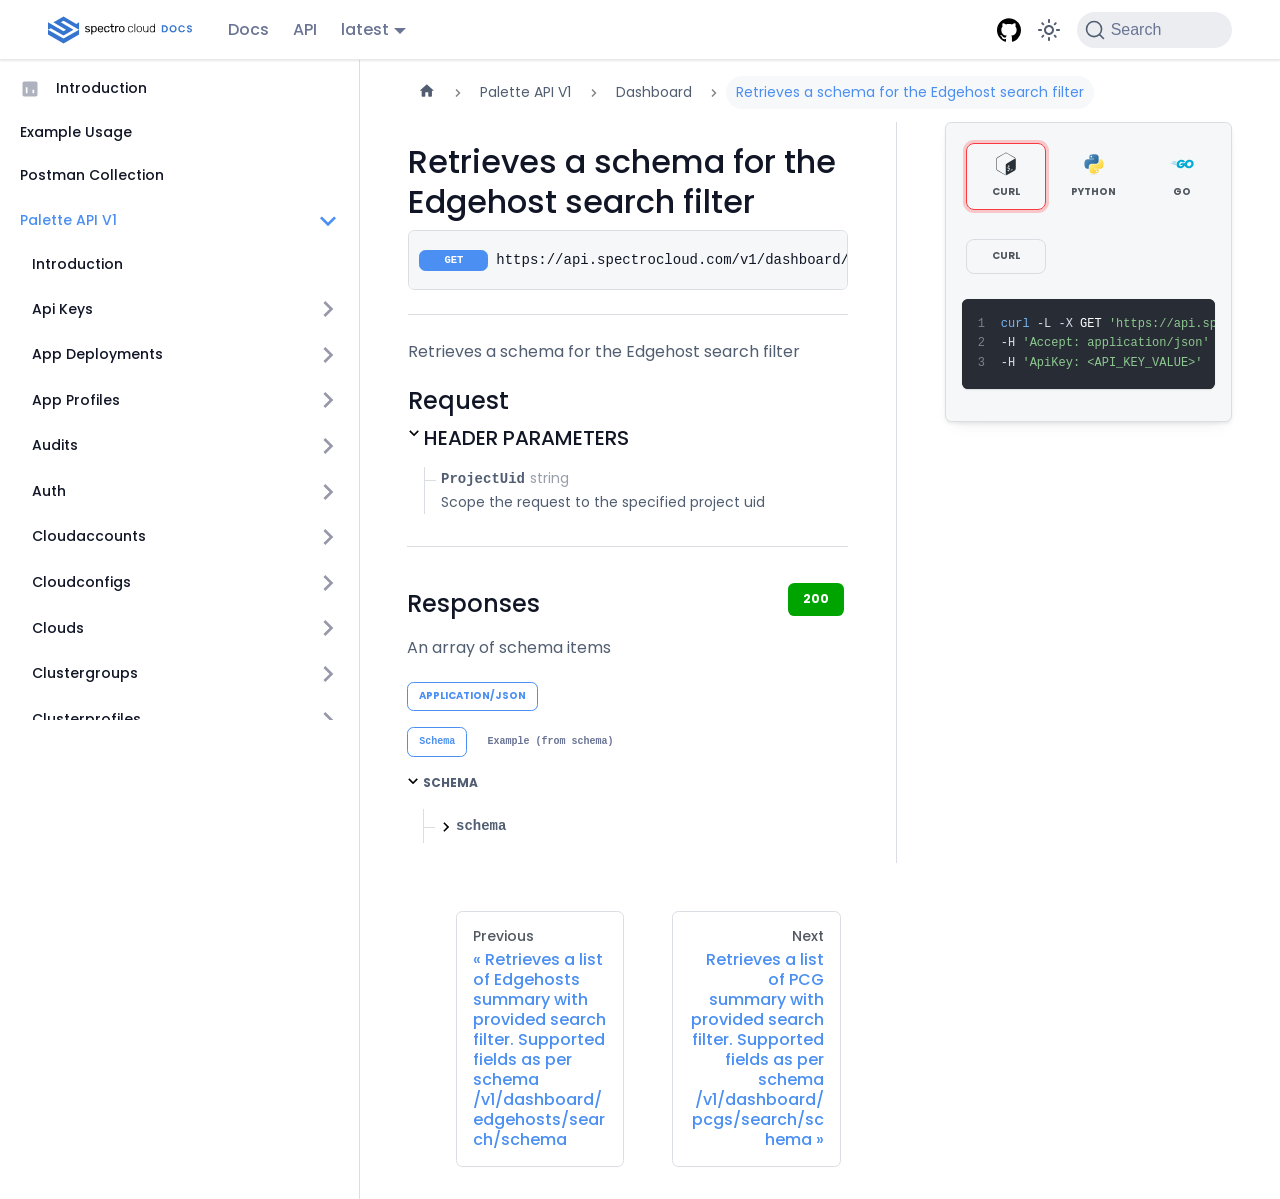 spectro cloud DOCS
Docs
API
latest
Search
Introduction
Example Usage
Postman Collection
Palette API V1
Introduction
Api Keys
App Deployments
App Profiles
Audits
Auth
Cloudaccounts
Cloudconfigs
Clouds
Clustergroups
Clusterprofiles
Palette API V1
Dashboard
Retrieves a schema for the Edgehost search filter
Retrieves a schema for the
Edgehost search filter
GET https://api.spectrocloud.com/v1/dashboard/
Retrieves a schema for the Edgehost search filter
Request
HEADER PARAMETERS
ProjectUid string
Scope the request to the specified project uid
Responses
200
An array of schema items
APPLICATION/JSON
Schema
Example (from schema)
SCHEMA
schema
CURL
PYTHON
GO
CURL
1 curl -L -X GET 'https://api.sp
2 -H 'Accept: application/json'
3 -H 'ApiKey: <API_KEY_VALUE>'
Previous
« Retrieves a list
of Edgehosts
summary with
provided search
filter. Supported
fields as per
schema
/v1/dashboard/
edgehosts/sear
ch/schema
Next
Retrieves a list
of PCG
summary with
provided search
filter. Supported
fields as per
schema
/v1/dashboard/
pcgs/search/sc
hema »